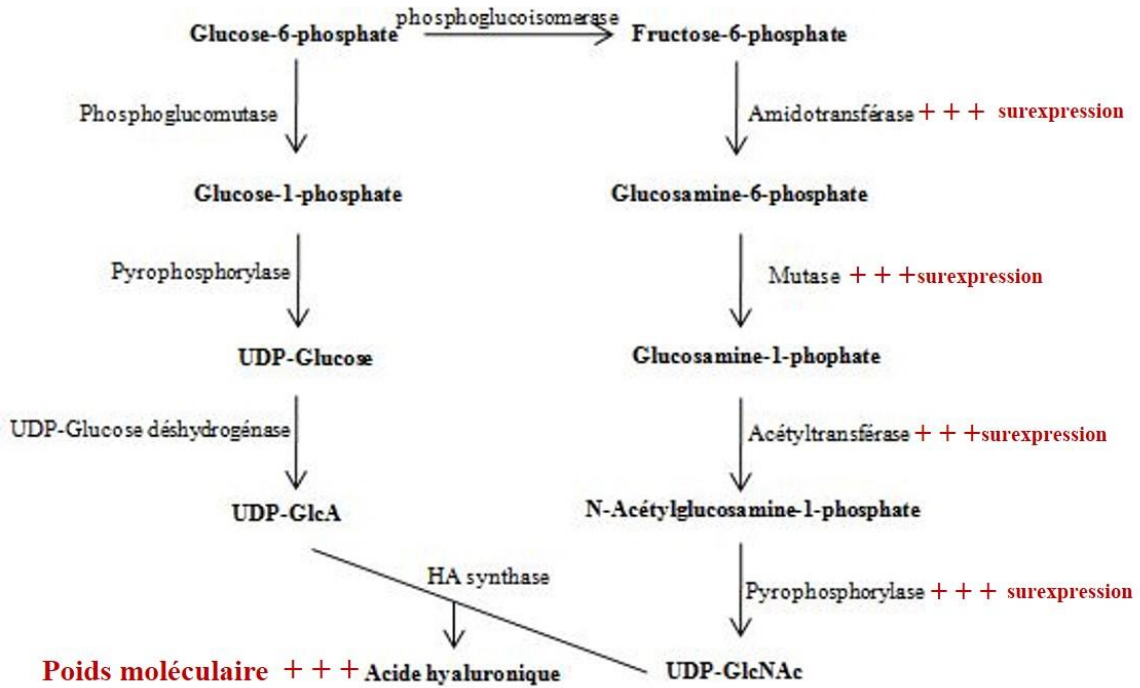 phosphoglucoisomerase
Glucose-6-phosphate Fructose-6-phosphate
Phosphoglucomutase Amidotransférase + + + surexpression
Glucose-1-phosphate Glucosamine-6-phosphate
Pyrophosphorylase Mutase + + + surexpression
UDP-Glucose Glucosamine-1-phophate
UDP-Glucose déshydrogénase Acétyltransférase + + + surexpression
UDP-GlcA N-Acétylglucosamine-1-phosphate
HA synthase Pyrophosphorylase + + + surexpression
Poids moléculaire + + + Acide hyaluronique UDP-GlcNAc